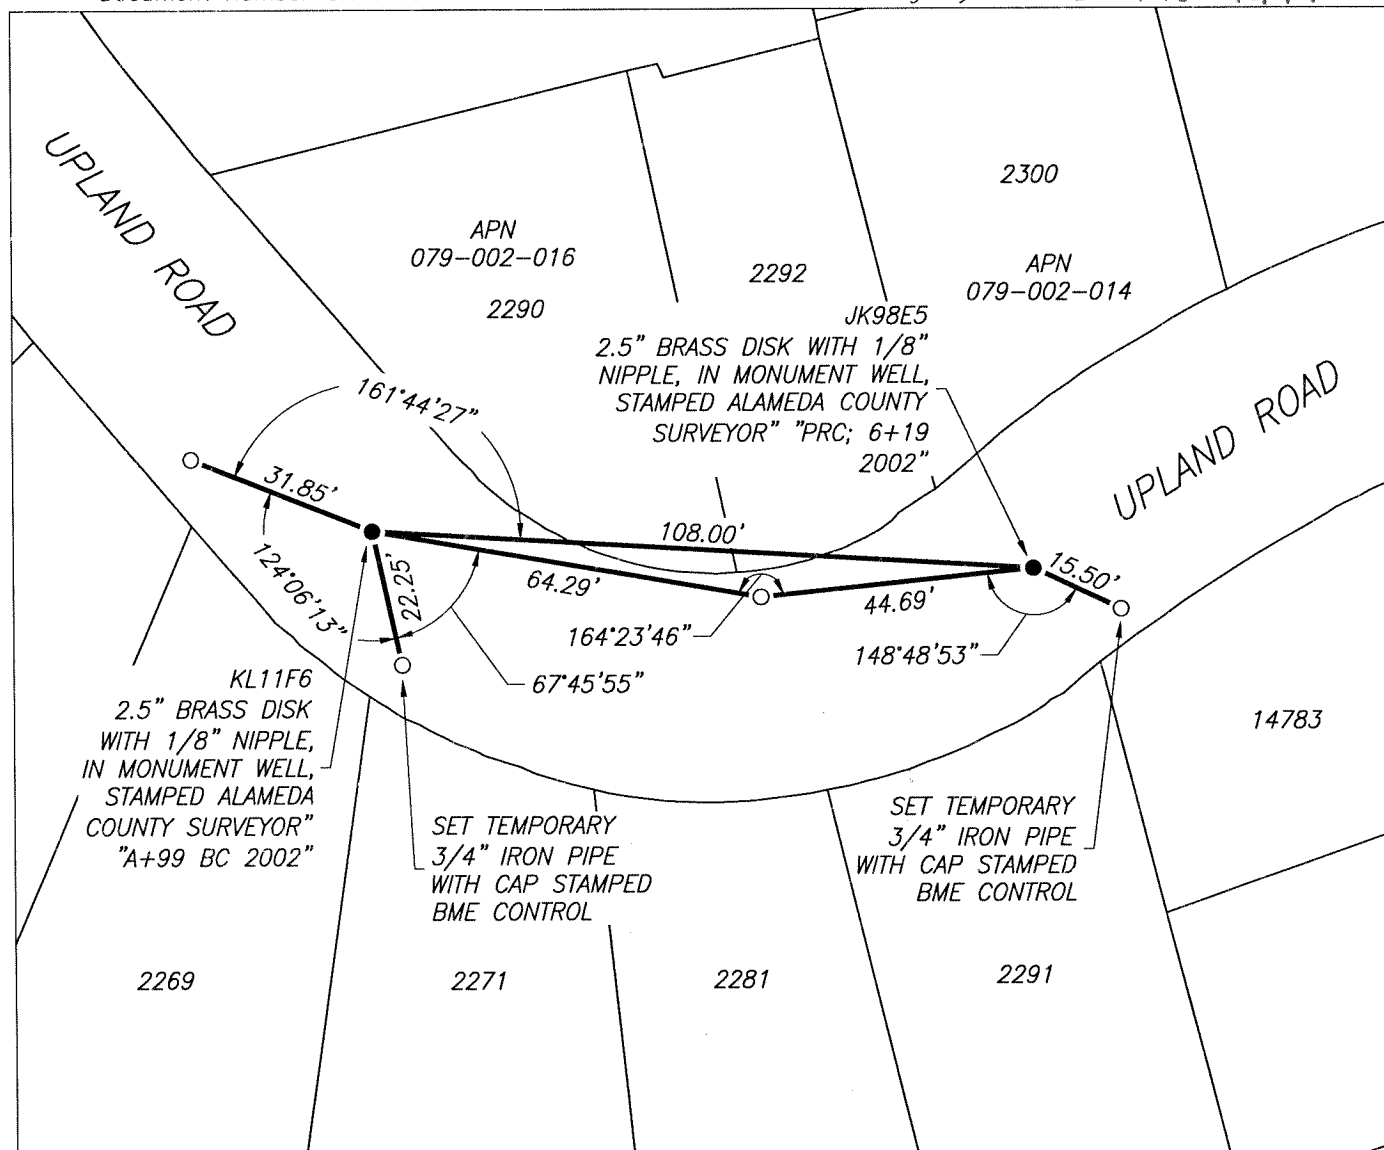 UPLAND ROAD
APN
079-002-016
2290
2292
2300
APN
079-002-014
JK98E5
2.5" BRASS DISK WITH 1/8"
NIPPLE, IN MONUMENT WELL,
STAMPED ALAMEDA COUNTY
SURVEYOR" "PRC; 6+19
2002"
UPLAND ROAD
161°44'27"
31.85'
108.00'
124°06'13"
22.25'
64.29'
44.69'
15.50'
164°23'46"
148°48'53"
67°45'55"
KL11F6
2.5" BRASS DISK
WITH 1/8" NIPPLE,
IN MONUMENT WELL,
STAMPED ALAMEDA
COUNTY SURVEYOR"
"A+99 BC 2002"
SET TEMPORARY
3/4" IRON PIPE
WITH CAP STAMPED
BME CONTROL
SET TEMPORARY
3/4" IRON PIPE
WITH CAP STAMPED
BME CONTROL
14783
2269
2271
2281
2291